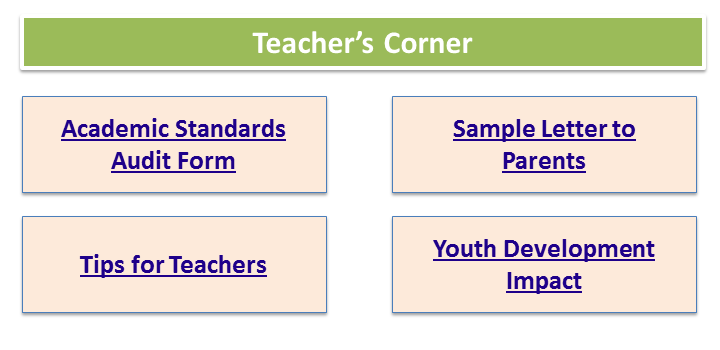 Teacher’s Corner
Academic Standards
Audit Form
Sample Letter to
Parents
Tips for Teachers
Youth Development
Impact